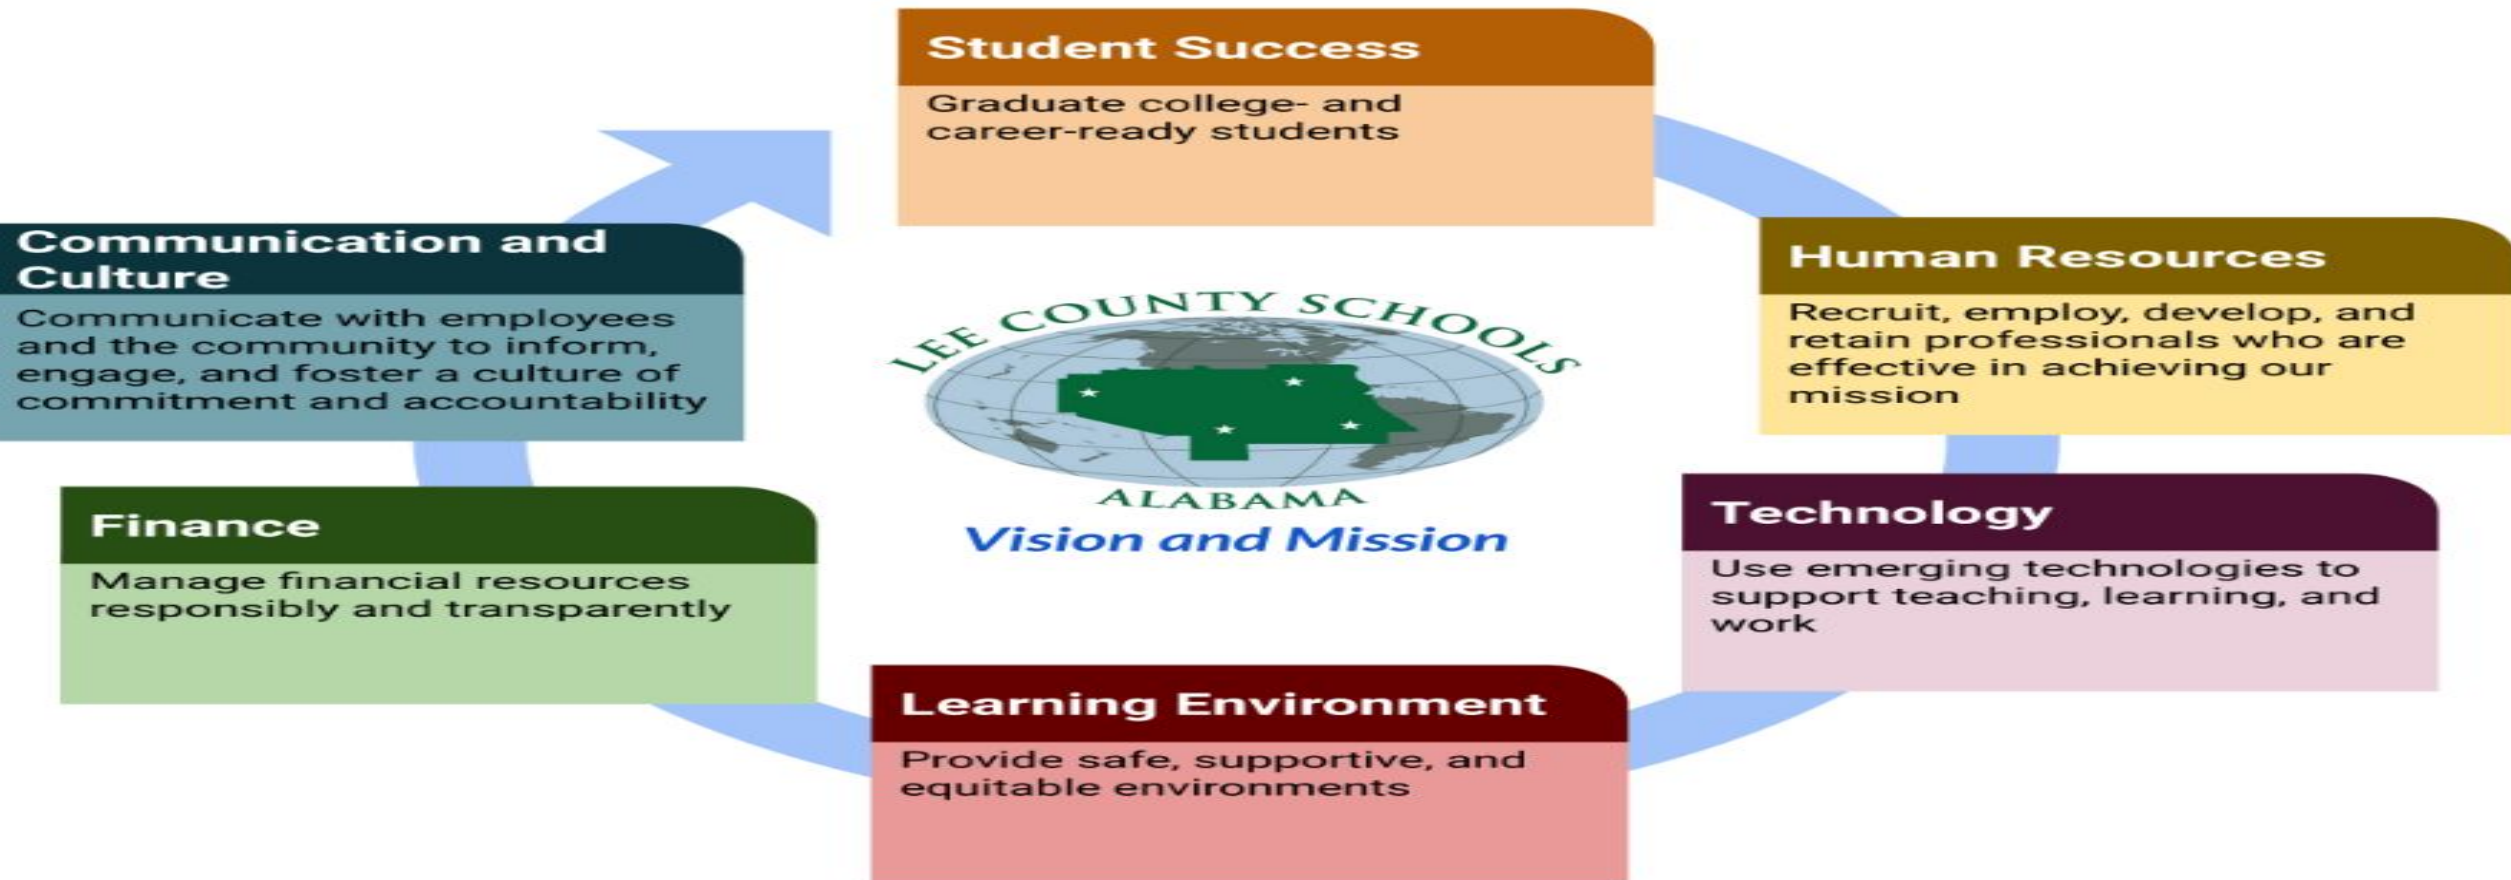 Student Success
Graduate college- and
career-ready students
Human Resources
Recruit, employ, develop, and
retain professionals who are
effective in achieving our
mission
Technology
Use emerging technologies to
support teaching, learning, and
work
Learning Environment
Provide safe, supportive, and
equitable environments
Finance
Manage financial resources
responsibly and transparently
Communication and
Culture
Communicate with employees
and the community to inform,
engage, and foster a culture of
commitment and accountability
LEE COUNTY SCHOOLS
ALABAMA
Vision and Mission